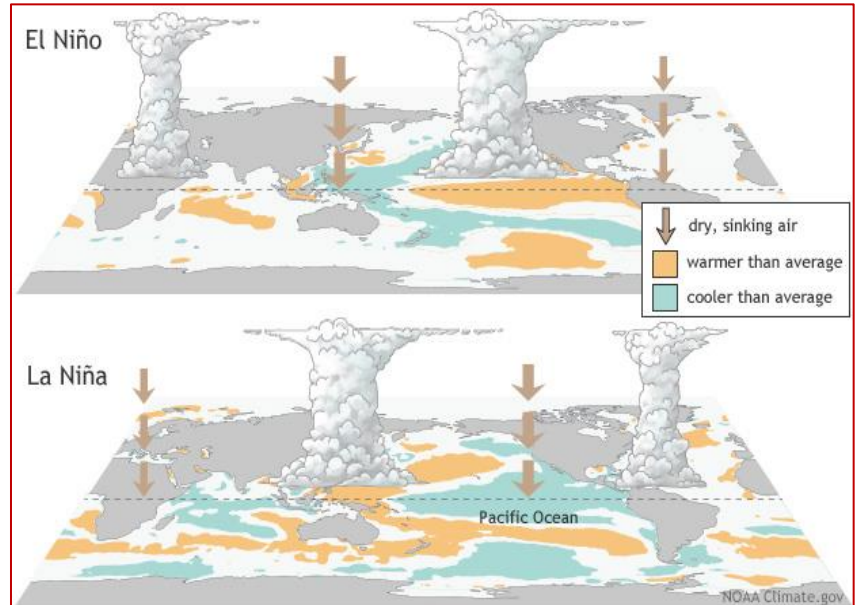 El Niño
dry, sinking air
warmer than average
cooler than average
La Niña
Pacific Ocean
NOAA Climate.gov